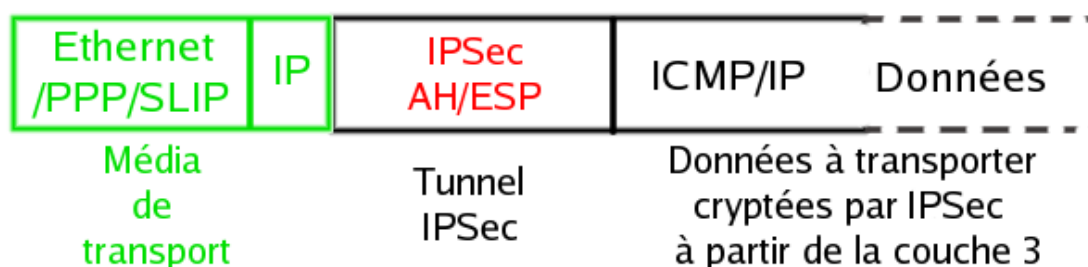 Ethernet
/PPP/SLIP
IP
IPSec
AH/ESP
ICMP/IP
Données
Média
de
transport
Tunnel
IPSec
Données à transporter
cryptées par IPSec
à partir de la couche 3